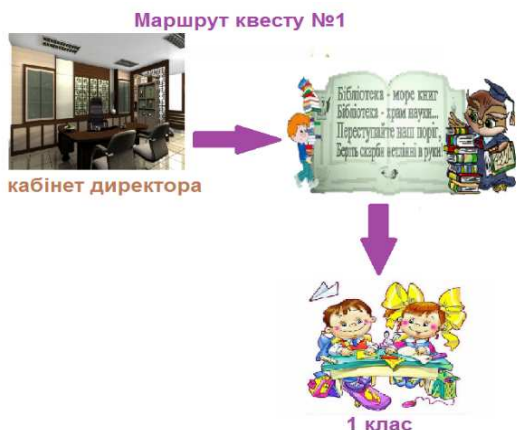 Маршрут квесту №1
Бібліотека - море книг
Бібліотека - храм науки...
Переступайте наш поріг,
Беріть скарби нетлінні в руки
кабінет директора
1 клас